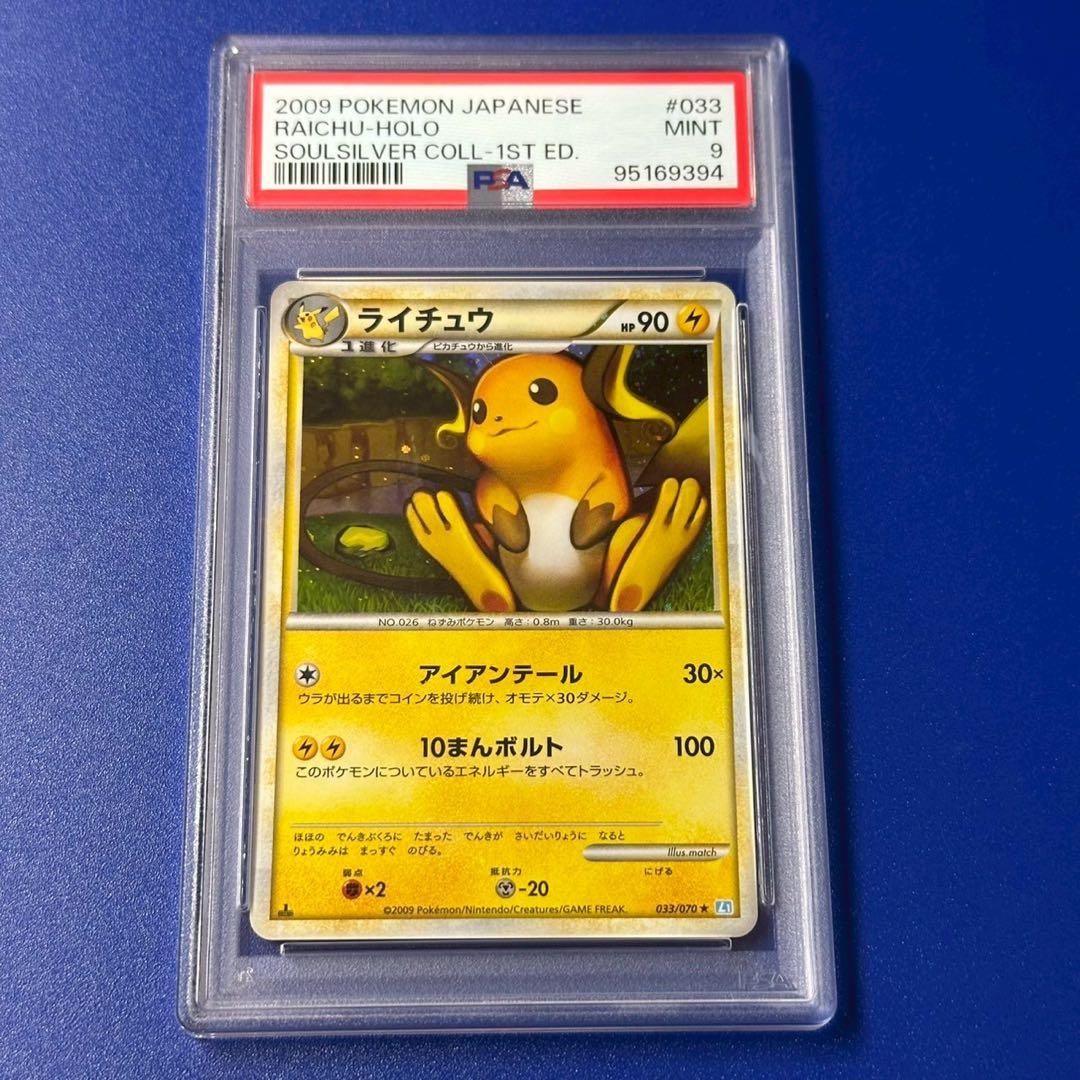 2009 POKEMON JAPANESE #033
RAICHU-HOLO MINT
SOULSILVER COLL-1ST ED. 9
PSA 95169394
ライチュウ HP 90
1進化 ピカチュウから進化
NO.026 ねずみポケモン 高さ:0.8m 重さ:30.0kg
アイアンテール 30×
ウラが出るまでコインを投げ続け、オモテ×30ダメージ。
10まんボルト 100
このポケモンについているエネルギーをすべてトラッシュ。
ほほの でんきぶくろに たまった でんきが さいだいりょうに なると
りょうみみは まっすぐ のびる。
Illus.match
弱点 抵抗力 にげる
×2 -20
©2009 Pokémon/Nintendo/Creatures/GAME FREAK. 033/070 ★ L1